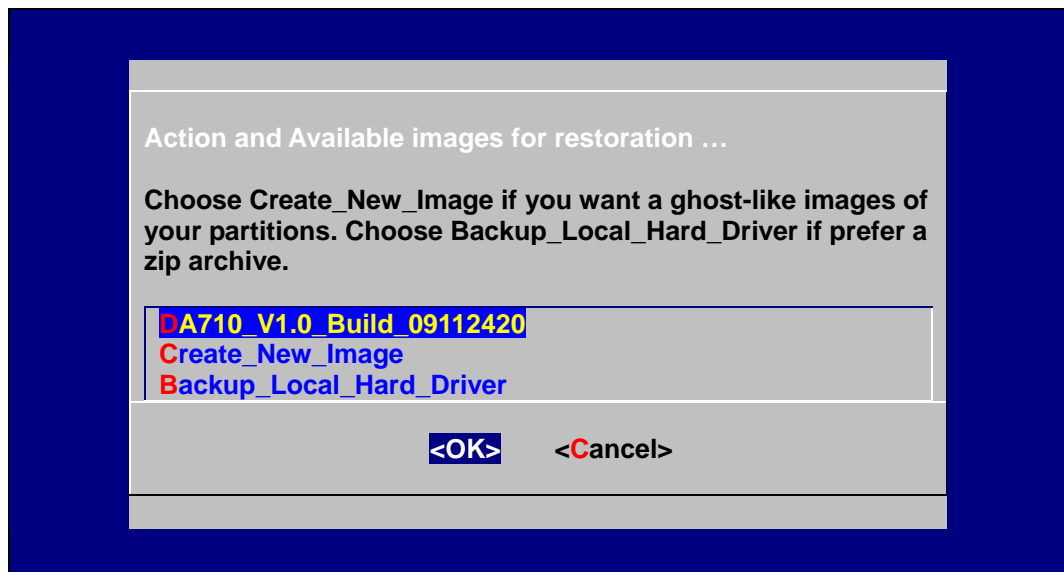 Action and Available images for restoration …
Choose Create_New_Image if you want a ghost-like images of
your partitions. Choose Backup_Local_Hard_Driver if prefer a
zip archive.
DA710_V1.0_Build_09112420
Create_New_Image
Backup_Local_Hard_Driver
<OK> <Cancel>